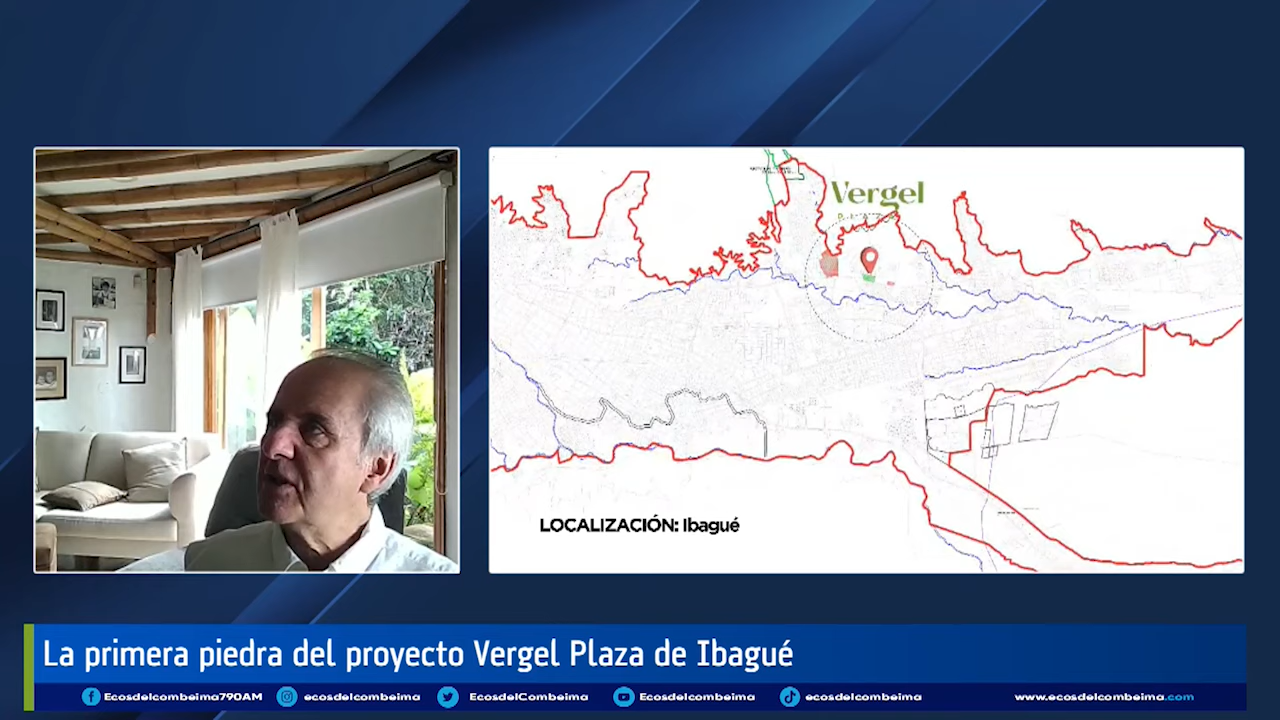 Vergel
LOCALIZACIÓN: Ibagué
La primera piedra del proyecto Vergel Plaza de Ibagué
Ecosdelcombeima790AM ecosdelcombeima EcosdelCombeima Ecosdelcombeima ecosdelcombeima www.ecosdelcombeima.com